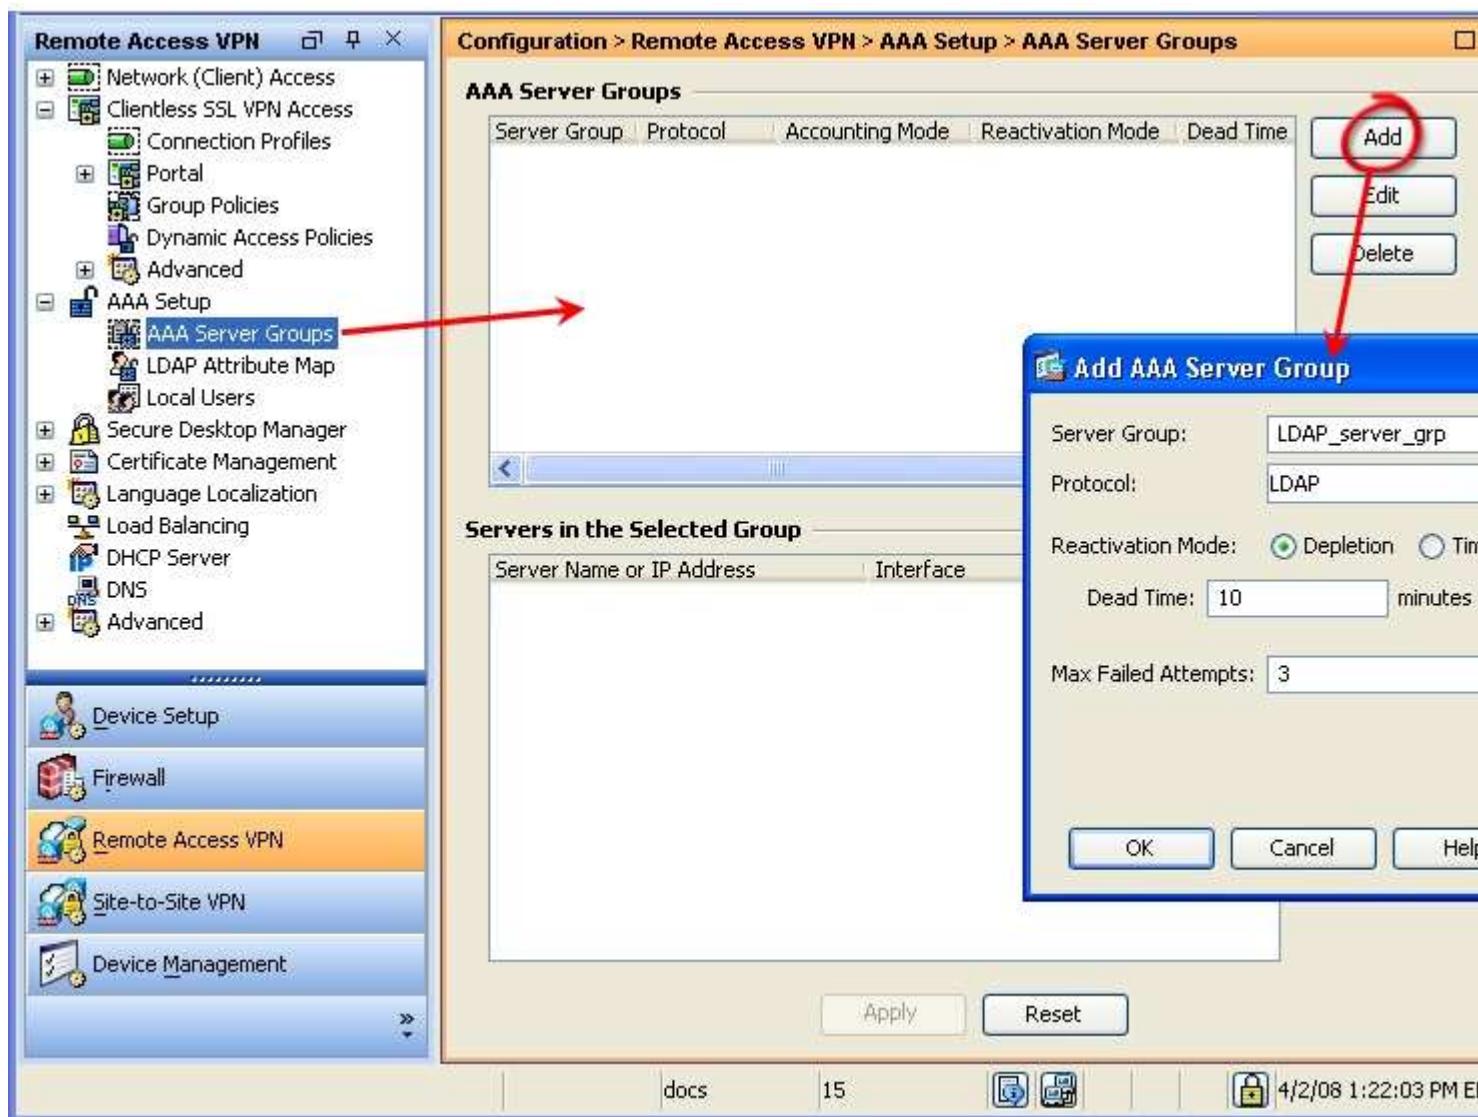 Remote Access VPN
Network (Client) Access
Clientless SSL VPN Access
Connection Profiles
Portal
Group Policies
Dynamic Access Policies
Advanced
AAA Setup
AAA Server Groups
LDAP Attribute Map
Local Users
Secure Desktop Manager
Certificate Management
Language Localization
Load Balancing
DHCP Server
DNS
DNS
Advanced
Device Setup
Firewall
Remote Access VPN
Site-to-Site VPN
Device Management
Configuration > Remote Access VPN > AAA Setup > AAA Server Groups
AAA Server Groups
Server Group Protocol Accounting Mode Reactivation Mode Dead Time
Add
Edit
Delete
Servers in the Selected Group
Server Name or IP Address Interface
Add AAA Server Group
Server Group: LDAP_server_grp
Protocol: LDAP
Reactivation Mode: Depletion Tim
Dead Time: 10 minutes
Max Failed Attempts: 3
OK Cancel Help
Apply Reset
docs 15 4/2/08 1:22:03 PM E